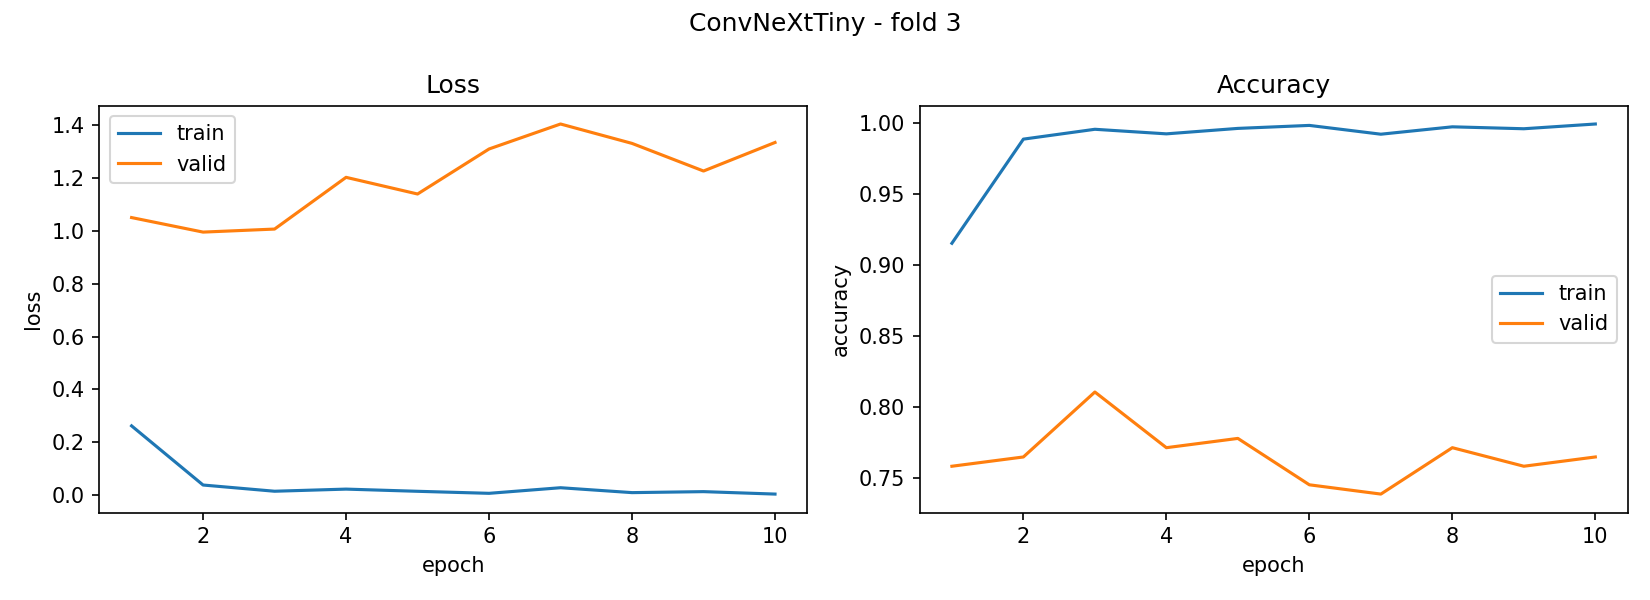 ConvNeXtTiny - fold 3
Loss
train
valid
1.4
1.2
1.0
0.8
0.6
0.4
0.2
0.0
loss
2 4 6 8 10
epoch
Accuracy
train
valid
1.00
0.95
0.90
0.85
0.80
0.75
accuracy
2 4 6 8 10
epoch